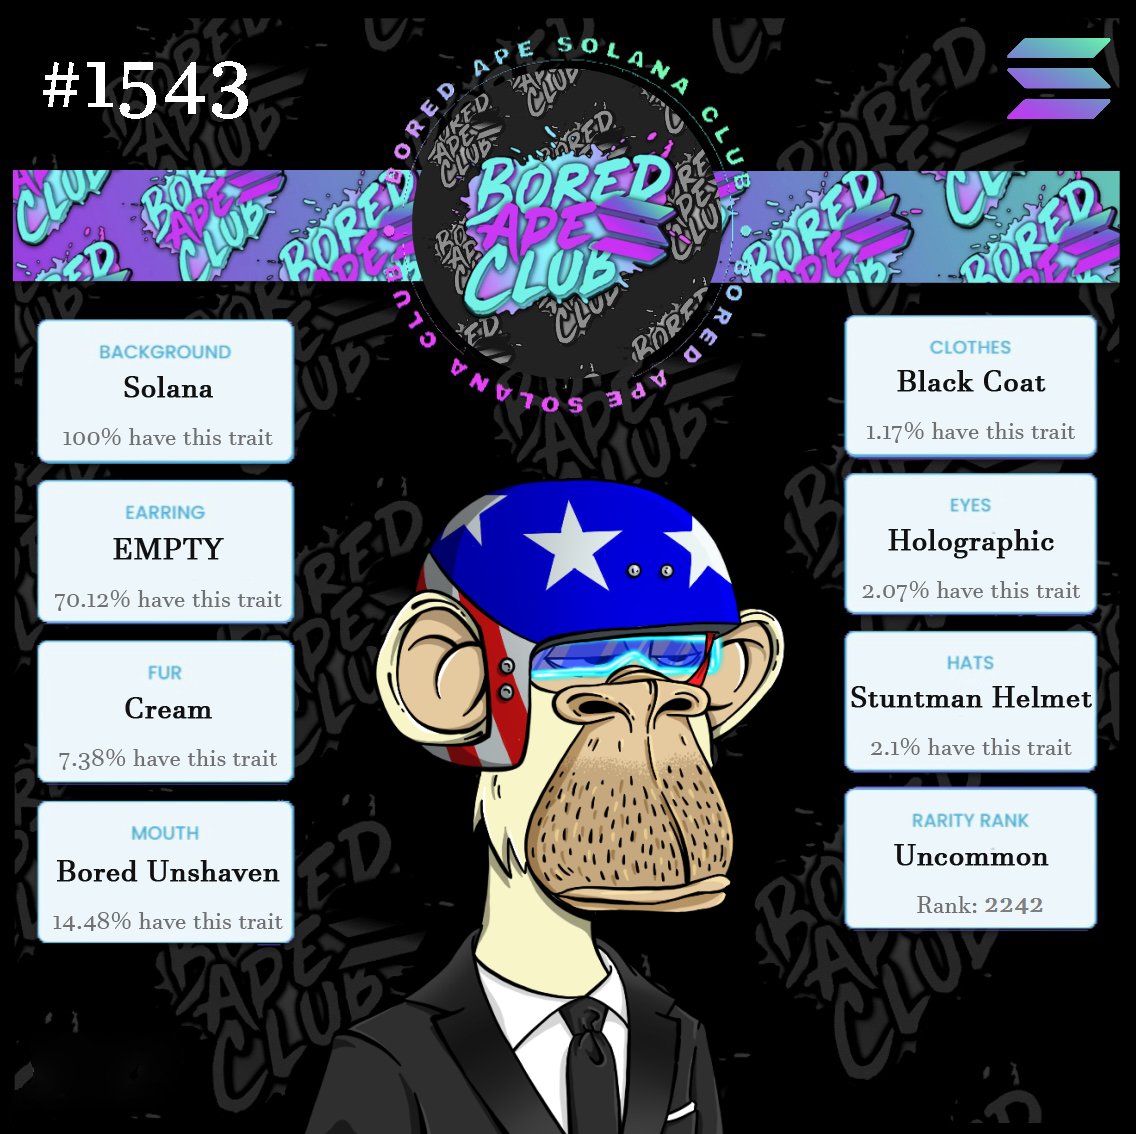 #1543
BORED APE SOLANA CLUB
BORED
APE
CLUB
BORED APE SOLANA CLUB
BACKGROUND
Solana
100% have this trait
EARRING
EMPTY
70.12% have this trait
FUR
Cream
7.38% have this trait
MOUTH
Bored Unshaven
14.48% have this trait
CLOTHES
Black Coat
1.17% have this trait
EYES
Holographic
2.07% have this trait
HATS
Stuntman Helmet
2.1% have this trait
RARITY RANK
Uncommon
Rank: 2242